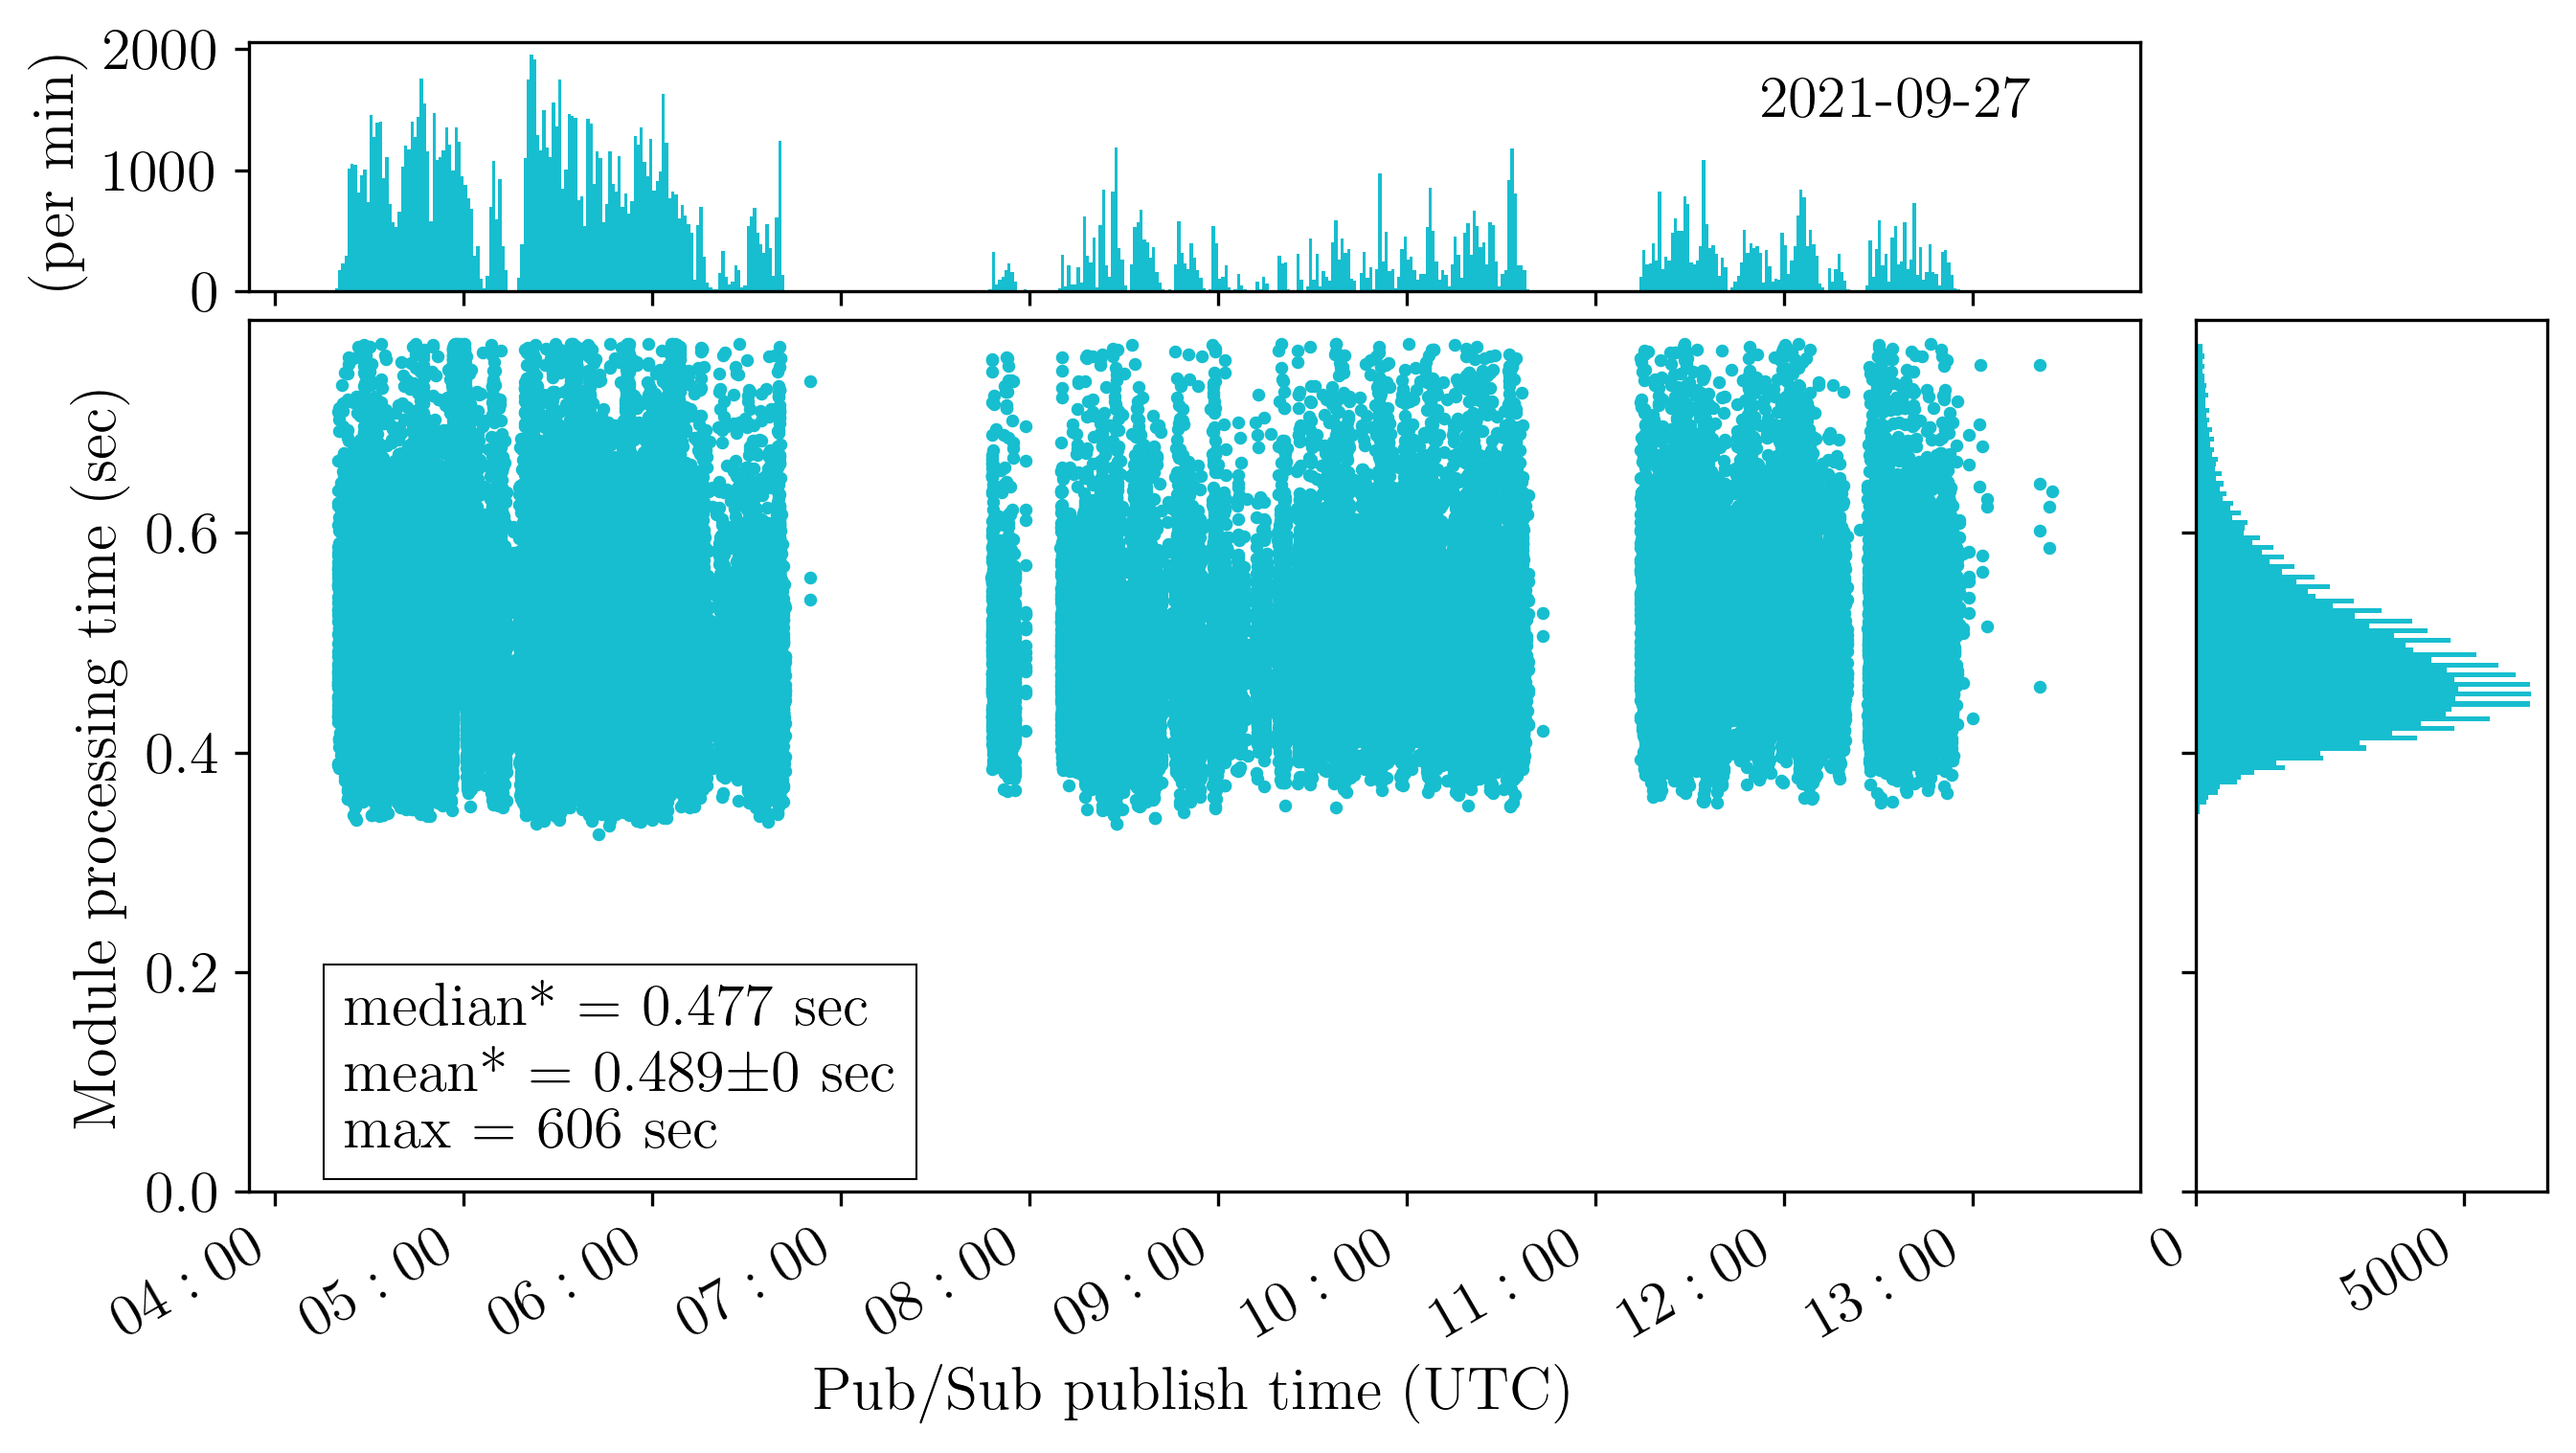 2000
1000
0
(per min)
2021-09-27
Module processing time (sec)
0.6
0.4
0.2
0.0
median* = 0.477 sec
mean* = 0.489±0 sec
max = 606 sec
04 : 00
05 : 00
06 : 00
07 : 00
08 : 00
09 : 00
10 : 00
11 : 00
12 : 00
13 : 00
0
5000
Pub/Sub publish time (UTC)